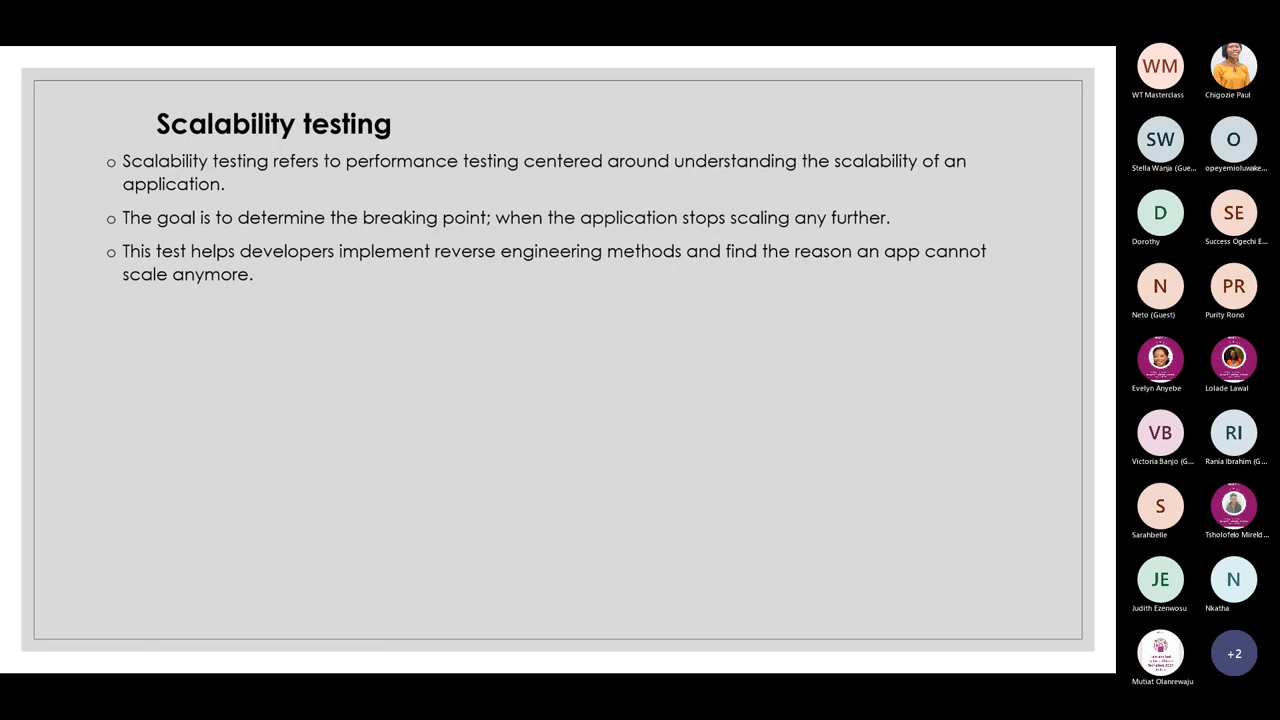 Scalability testing
o Scalability testing refers to performance testing centered around understanding the scalability of an
application.
o The goal is to determine the breaking point; when the application stops scaling any further.
o This test helps developers implement reverse engineering methods and find the reason an app cannot
scale anymore.
WM
WT Masterclass
Chigozie Paul
SW
Stella Wanja (Gue...
O
opeyemioluwake...
D
Dorothy
SE
Success Ogechi E...
N
Neto (Guest)
PR
Purity Rono
Evelyn Anyebe
Lolade Lawal
VB
Victoria Banjo (G...
RI
Rania Ibrahim (G...
S
Sarahbelle
Tsholofelo Mireld...
JE
Judith Ezenwosu
N
Nkatha
Mutiat Olanrewaju
+2